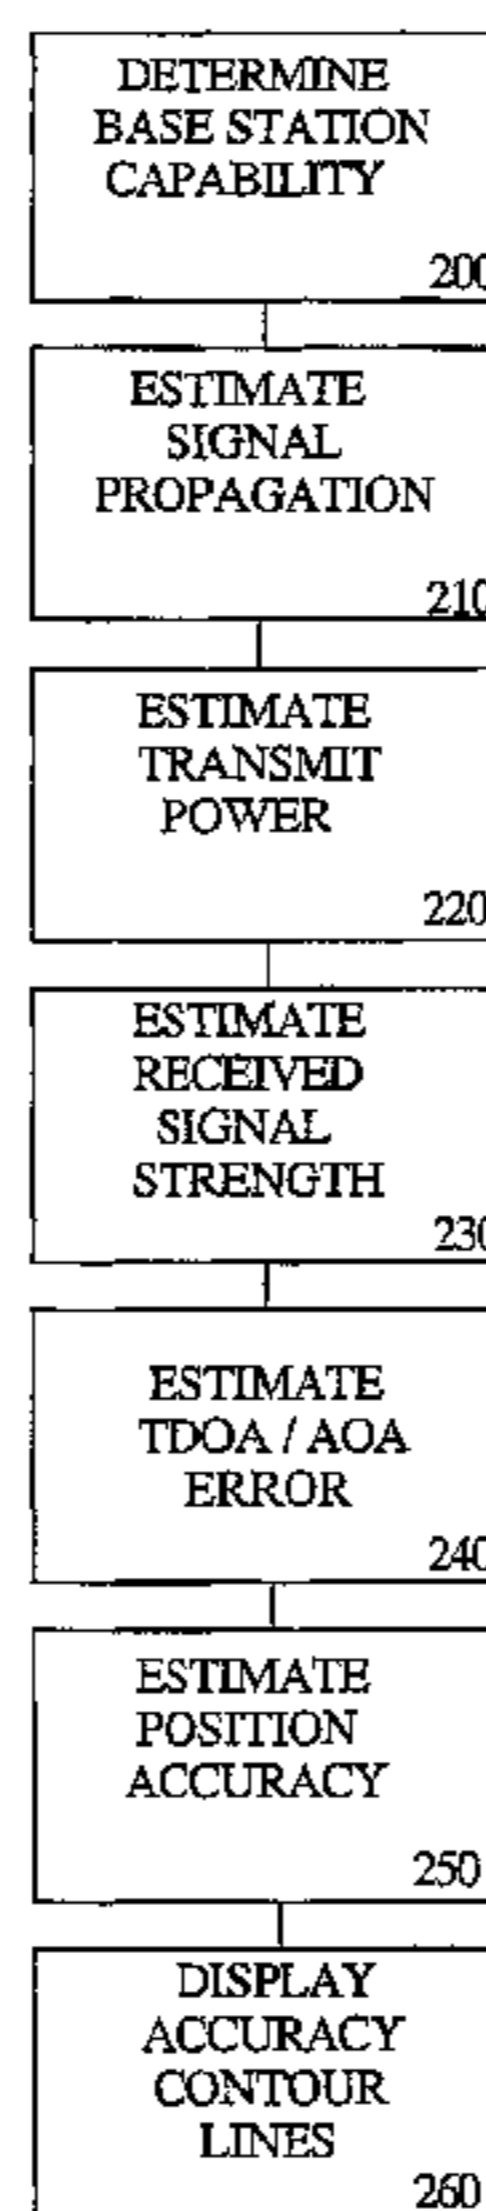 DETERMINE
BASE STATION
CAPABILITY
200
ESTIMATE
SIGNAL
PROPAGATION
210
ESTIMATE
TRANSMIT
POWER
220
ESTIMATE
RECEIVED
SIGNAL
STRENGTH
230
ESTIMATE
TDOA / AOA
ERROR
240
ESTIMATE
POSITION
ACCURACY
250
DISPLAY
ACCURACY
CONTOUR
LINES
260